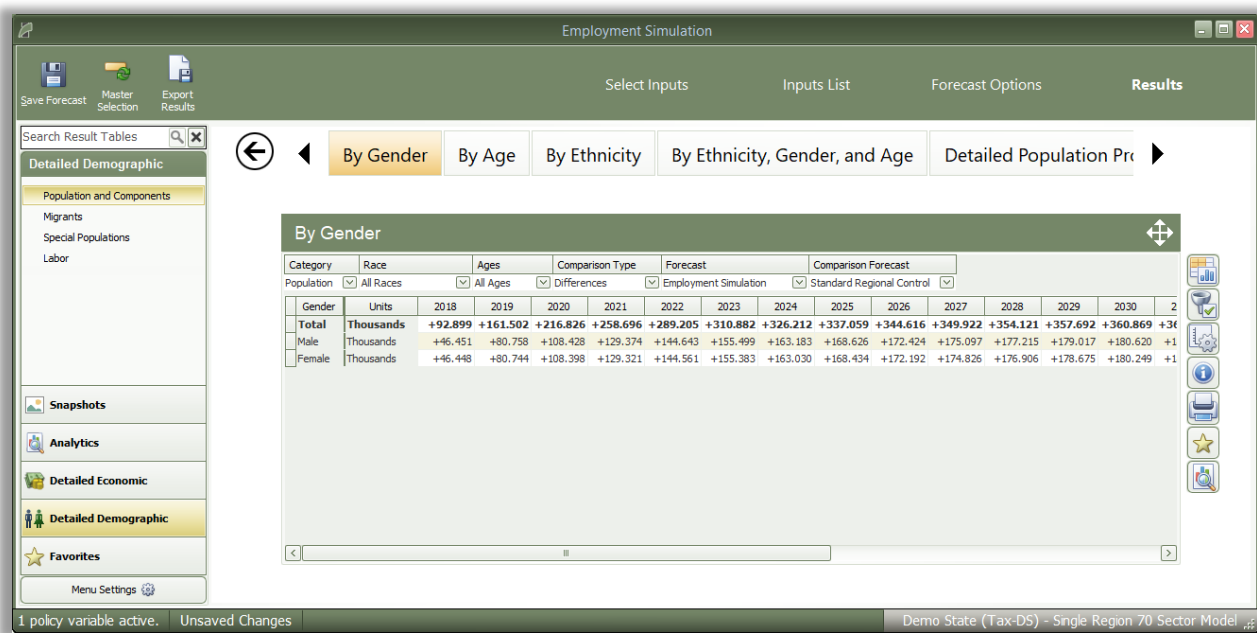 Employment Simulation
Save Forecast Master Selection Export Results
Select Inputs Inputs List Forecast Options Results
Search Result Tables
Detailed Demographic
Population and Components
Migrants
Special Populations
Labor
Snapshots
Analytics
Detailed Economic
Detailed Demographic
Favorites
Menu Settings
By Gender By Age By Ethnicity By Ethnicity, Gender, and Age Detailed Population Pr
By Gender
Category Race Ages Comparison Type Forecast Comparison Forecast
Population All Races All Ages Differences Employment Simulation Standard Regional Control
Gender Units 2018 2019 2020 2021 2022 2023 2024 2025 2026 2027 2028 2029 2030 2
Total Thousands +92.899 +161.502 +216.826 +258.696 +289.205 +310.882 +326.212 +337.059 +344.616 +349.922 +354.121 +357.692 +360.869 +36
Male Thousands +46.451 +80.758 +108.428 +129.374 +144.643 +155.499 +163.183 +168.626 +172.424 +175.097 +177.215 +179.017 +180.620 +1
Female Thousands +46.448 +80.744 +108.398 +129.321 +144.561 +155.383 +163.030 +168.434 +172.192 +174.826 +176.906 +178.675 +180.249 +1
1 policy variable active. Unsaved Changes Demo State (Tax-DS) - Single Region 70 Sector Model